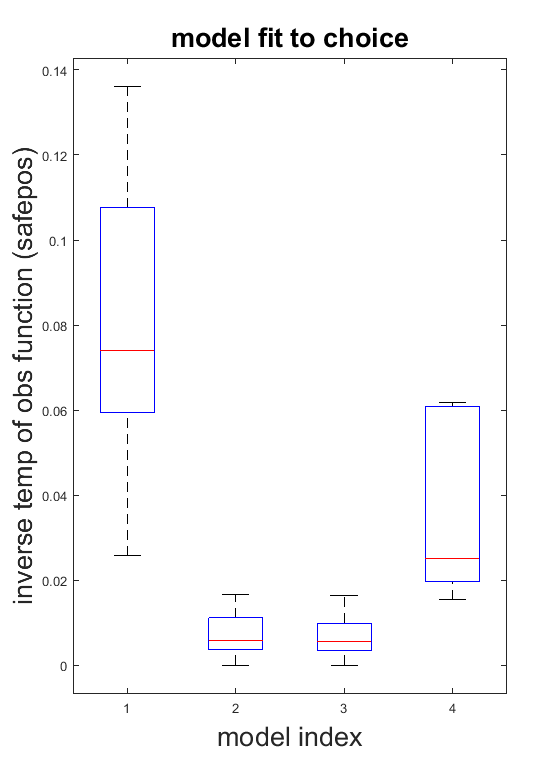 model fit to choice
inverse temp of obs function (safepos)
0.14
0.12
0.1
0.08
0.06
0.04
0.02
0
1 2 3 4
model index